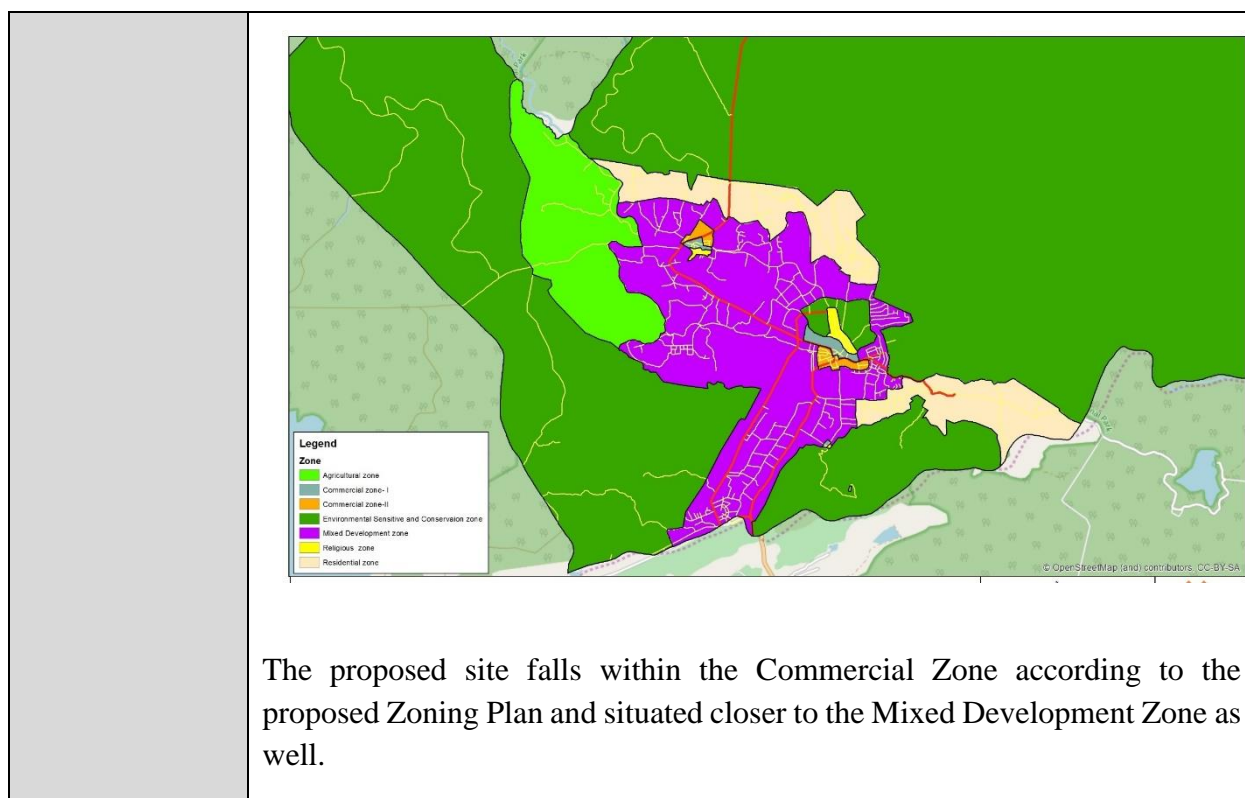 Park
Legend
Zone
Agricultural zone
Commercial zone- I
Commercial zone-II
Environmental Sensitive and Conservaion zone
Mixed Development zone
Religious zone
Residential zone
© OpenStreetMap (and) contributors, CC-BY-SA
The proposed site falls within the Commercial Zone according to the
proposed Zoning Plan and situated closer to the Mixed Development Zone as
well.